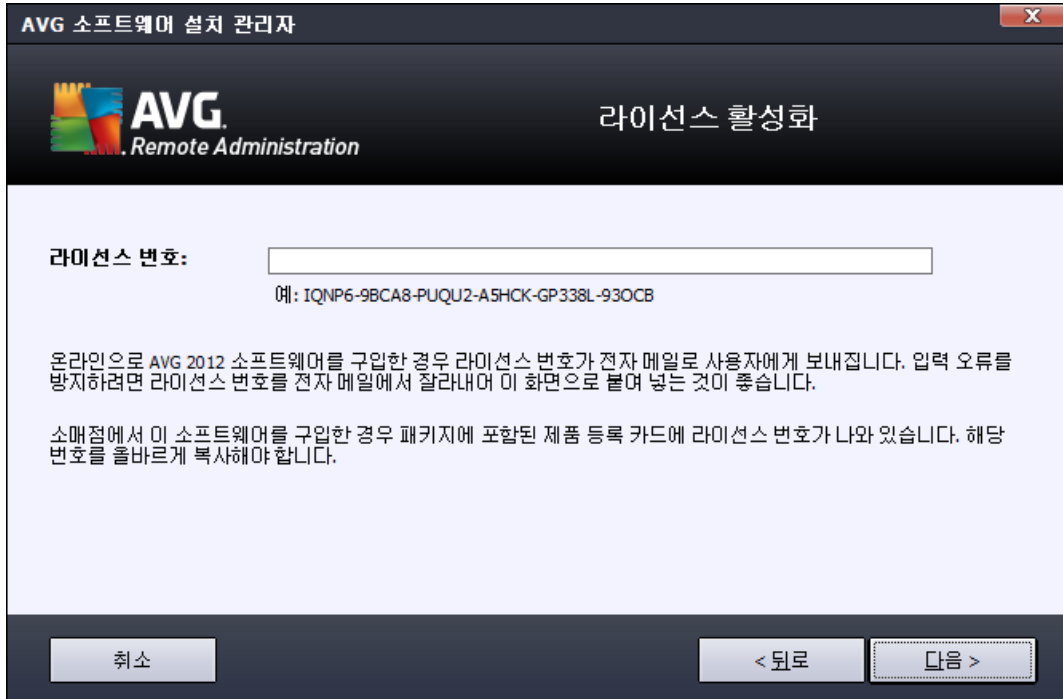 AVG 소프트웨어 설치 관리자
X
AVG.
Remote Administration
라이선스 활성화
라이선스 번호:
예: IQNP6-9BCA8-PUQU2-A5HCK-GP338L-93OCB
온라인으로 AVG 2012 소프트웨어를 구입한 경우 라이선스 번호가 전자 메일로 사용자에게 보내집니다. 입력 오류를
방지하려면 라이선스 번호를 전자 메일에서 잘라내어 이 화면으로 붙여 넣는 것이 좋습니다.
소매점에서 이 소프트웨어를 구입한 경우 패키지에 포함된 제품 등록 카드에 라이선스 번호가 나와 있습니다. 해당
번호를 올바르게 복사해야 합니다.
취소
< 뒤로
다음 >